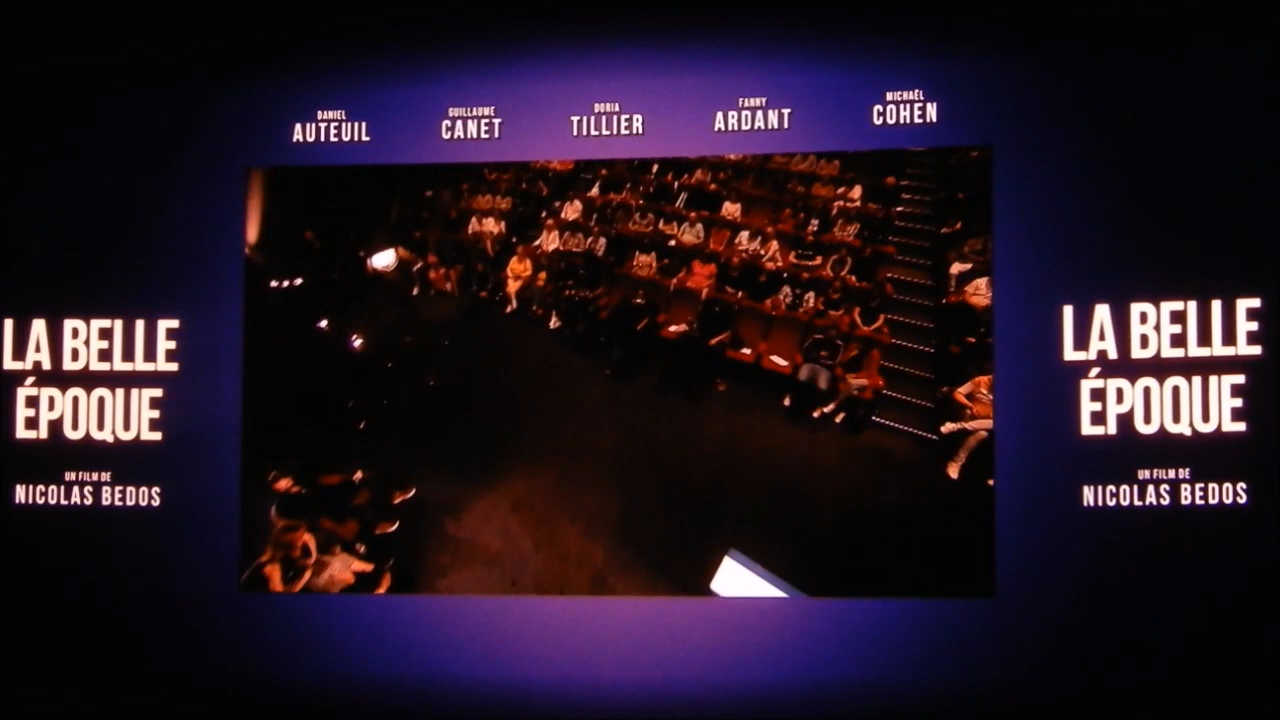 DANIEL
AUTEUIL
GUILLAUME
CANET
DORIA
TILLIER
FANNY
ARDANT
MICHAËL
COHEN
LA BELLE
ÉPOQUE
UN FILM DE
NICOLAS BEDOS
LA BELLE
ÉPOQUE
UN FILM DE
NICOLAS BEDOS